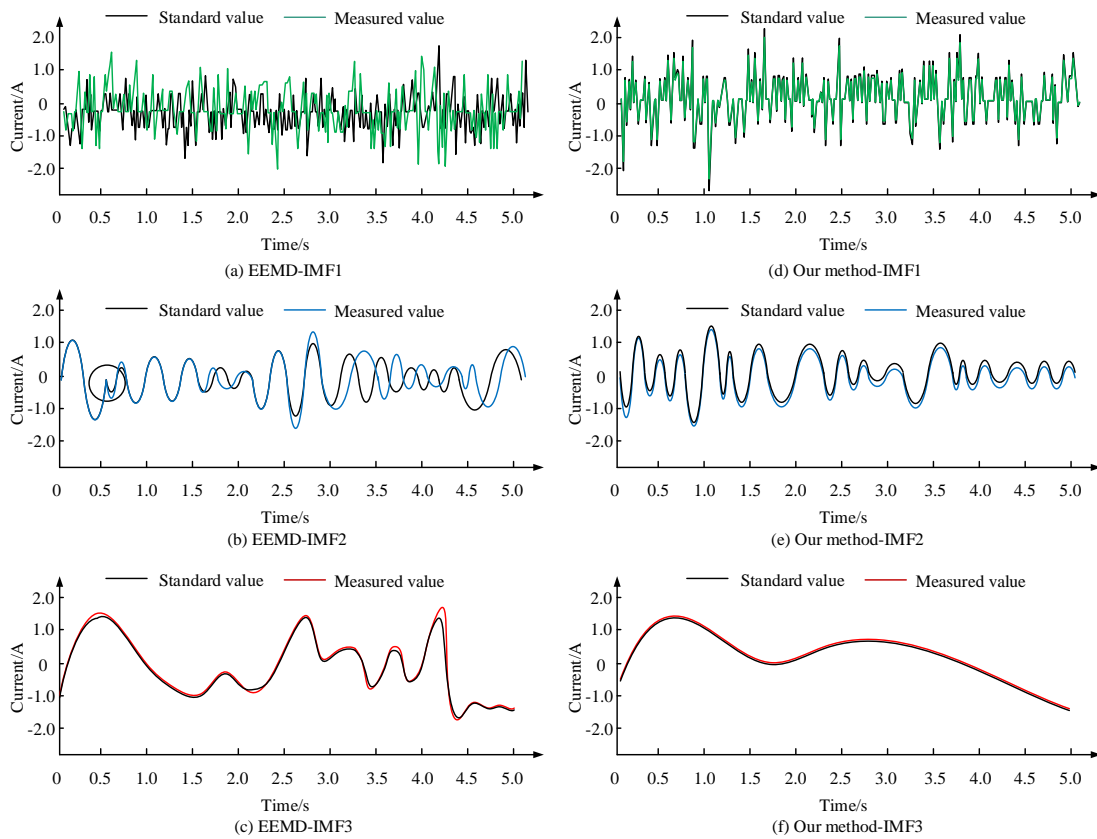 Standard value Measured value
2.0
1.0
0
-1.0
-2.0
Current/A
0 0.5 1.0 1.5 2.0 2.5 3.0 3.5 4.0 4.5 5.0
Time/s
(a) EEMD-IMF1
Standard value Measured value
2.0
1.0
0
-1.0
-2.0
Current/A
0 0.5 1.0 1.5 2.0 2.5 3.0 3.5 4.0 4.5 5.0
Time/s
(d) Our method-IMF1
Standard value Measured value
2.0
1.0
0
-1.0
-2.0
Current/A
0 0.5 1.0 1.5 2.0 2.5 3.0 3.5 4.0 4.5 5.0
Time/s
(b) EEMD-IMF2
Standard value Measured value
2.0
1.0
0
-1.0
-2.0
Current/A
0 0.5 1.0 1.5 2.0 2.5 3.0 3.5 4.0 4.5 5.0
Time/s
(e) Our method-IMF2
Standard value Measured value
2.0
1.0
0
-1.0
-2.0
Current/A
0 0.5 1.0 1.5 2.0 2.5 3.0 3.5 4.0 4.5 5.0
Time/s
(c) EEMD-IMF3
Standard value Measured value
2.0
1.0
0
-1.0
-2.0
Current/A
0 0.5 1.0 1.5 2.0 2.5 3.0 3.5 4.0 4.5 5.0
Time/s
(f) Our method-IMF3